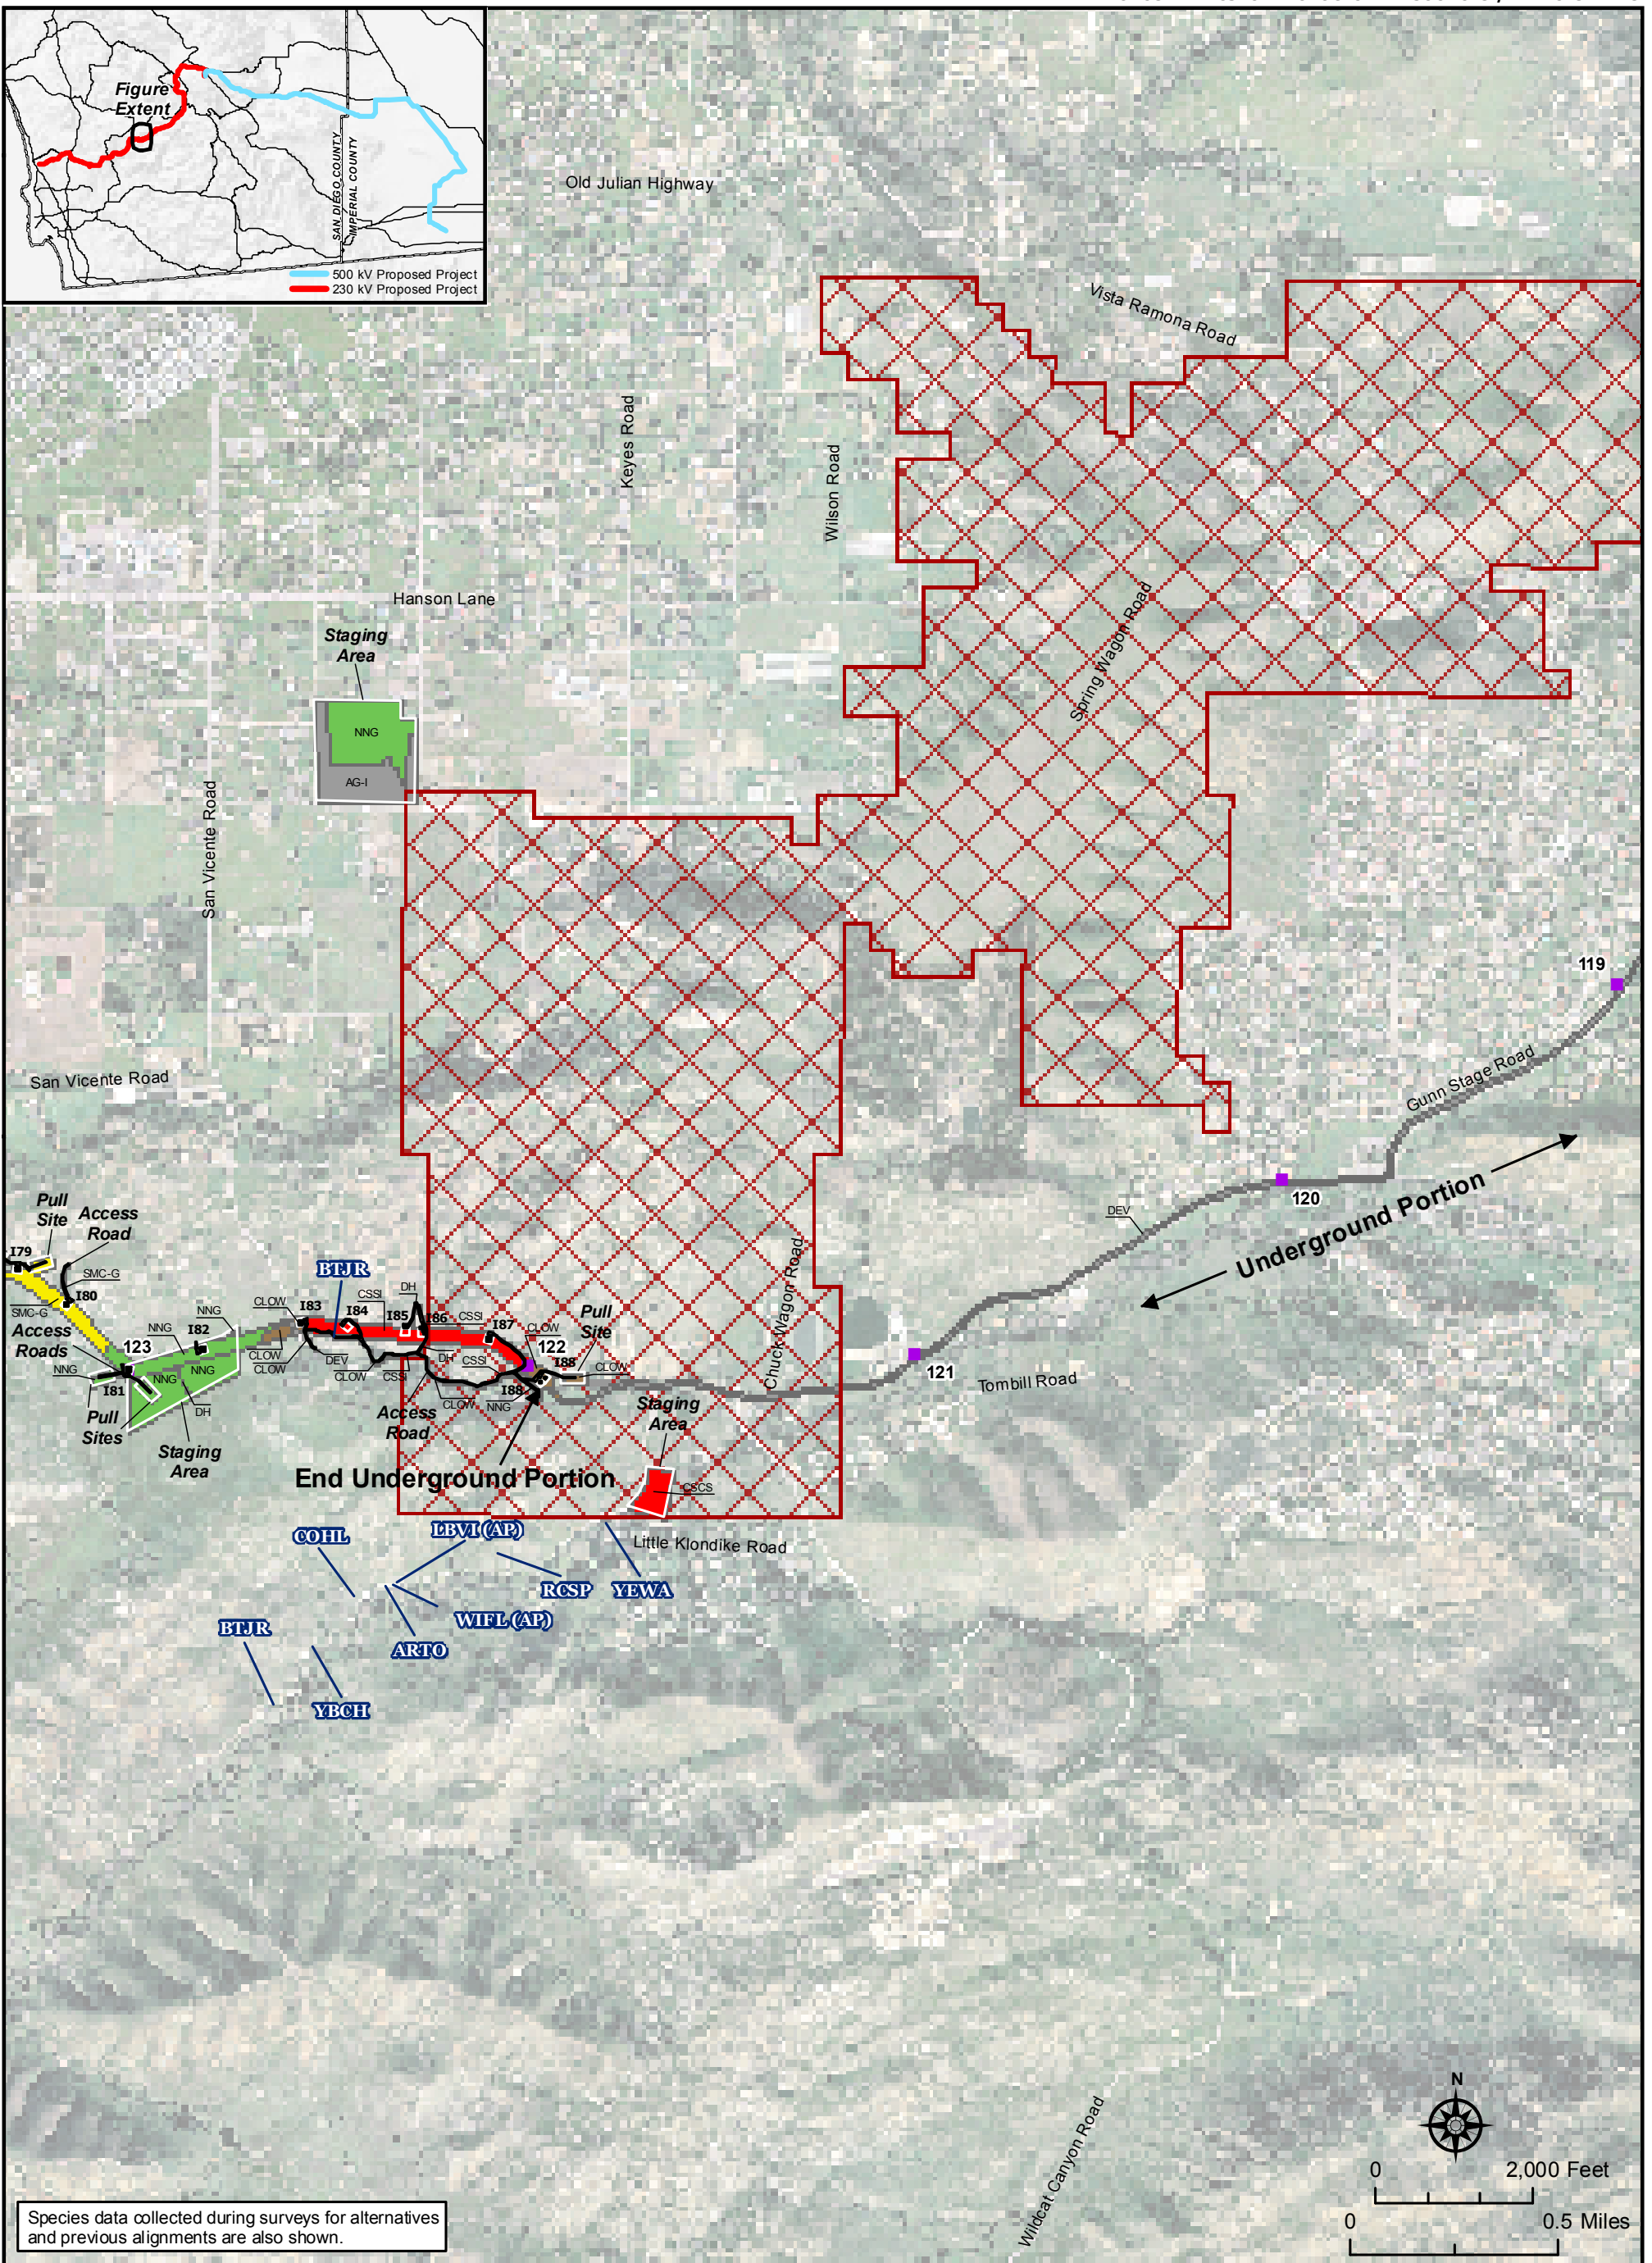 Figure
Extent
SAN DIEGO COUNTY
IMPERIAL COUNTY
500 kV Proposed Project
230 kV Proposed Project
Old Julian Highway
Vista Ramona Road
Keyes Road
Wilson Road
Hanson Lane
Spring Wagon Road
Staging
Area
NNG
AG-I
San Vicente Road
119
San Vicente Road
Gunn Stage Road
120
Underground Portion
DEV
Pull
Site
Access
Road
I79
SMC-G
I80
SMC-G
Access
Roads
123
NNG
NNG
I82
NNG
NNG
NNG
I81
DH
Pull
Sites
Staging
Area
BTJR
CLOW
I83
I84
CSSI
I85
DH
I86
CSSI
I87
CLOW
122
Pull
Site
CLOW
CLOW
DEV
CLOW
CSSI
DH
CSSI
I88
CLOW
I88
CLOW
NNG
Access
Road
Chuck Wagon Road
121
Tombill Road
Staging
Area
End Underground Portion
CSCS
Little Klondike Road
COHL
LBVI (AP)
RCSP
YEWA
WIFL (AP)
ARTO
BTJR
YBCH
Wildcat Canyon Road
N
0 2,000 Feet
0 0.5 Miles
Species data collected during surveys for alternatives
and previous alignments are also shown.